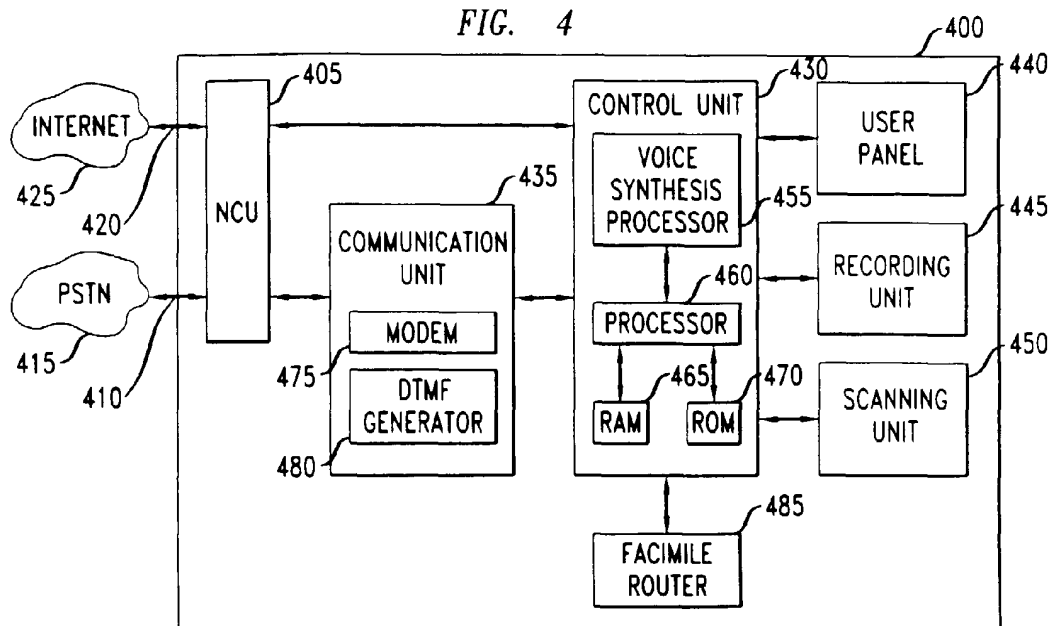 FIG. 4
400
405
430
440
INTERNET
425
420
NCU
CONTROL UNIT
USER
PANEL
VOICE
SYNTHESIS
PROCESSOR
455
435
COMMUNICATION
UNIT
445
RECORDING
UNIT
PSTN
415
410
460
PROCESSOR
MODEM
475
450
465
470
RAM
ROM
SCANNING
UNIT
DTMF
GENERATOR
480
485
FACIMILE
ROUTER